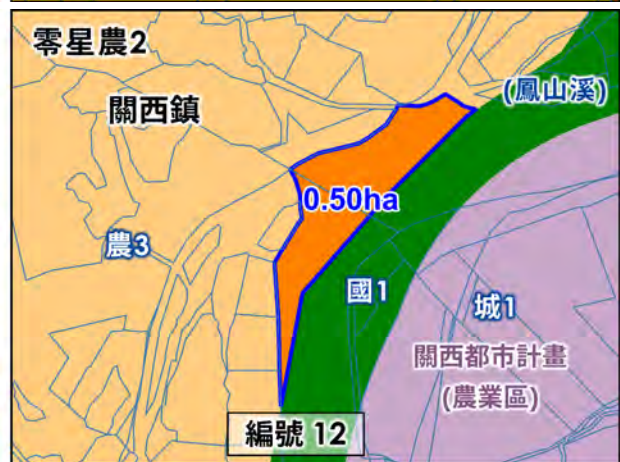 零星農2
關西鎮
(鳳山溪)
0.50ha
農3
國1
城1
關西都市計畫
(農業區)
編號 12